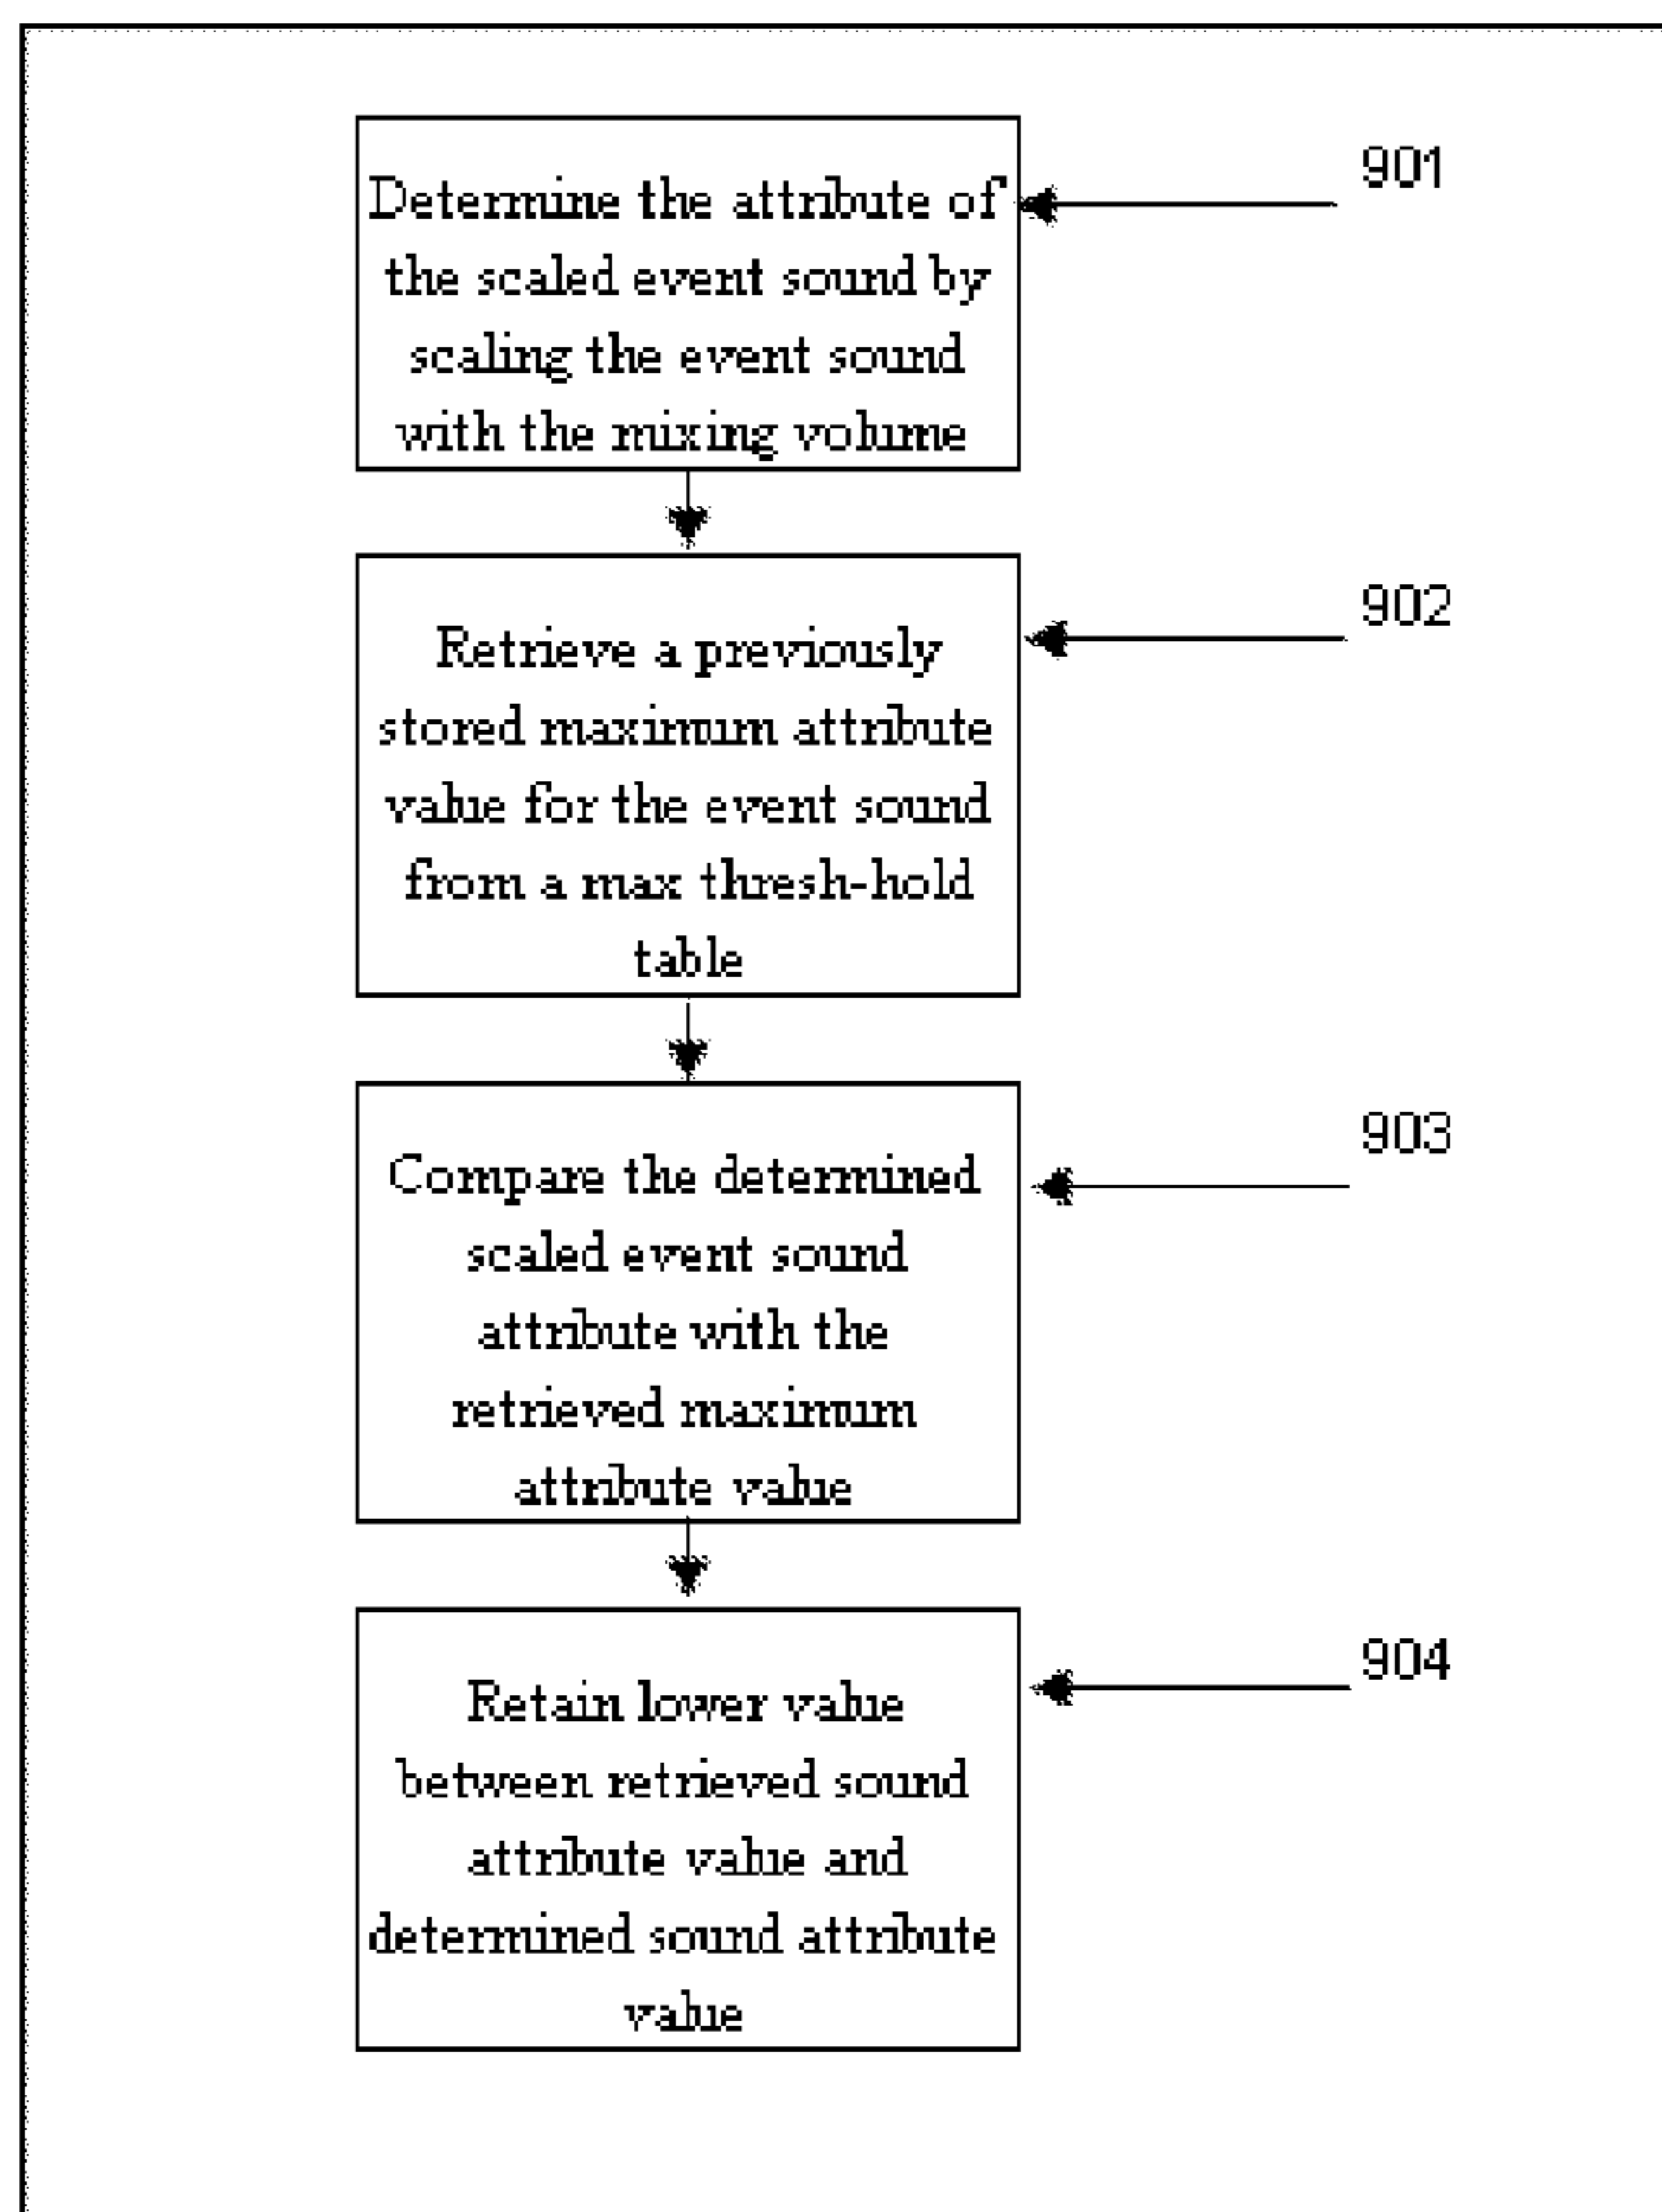 Determine the attribute of
the scaled event sound by
scaling the event sound
with the mixing volume
901
Retrieve a previously
stored maximum attribute
value for the event sound
from a max thresh-hold
table
902
Compare the determined
scaled event sound
attribute with the
retrieved maximum
attribute value
903
Retain lower value
between retrieved sound
attribute value and
determined sound attribute
value
904